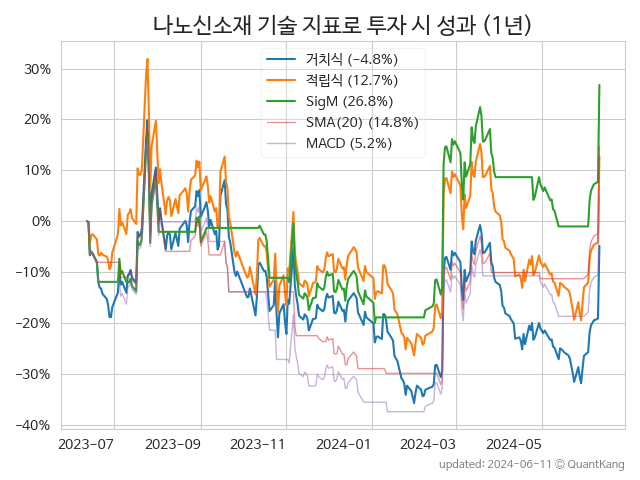 나노신소재 기술 지표로 투자 시 성과 (1년)
거치식 (-4.8%)
적립식 (12.7%)
SigM (26.8%)
SMA(20) (14.8%)
MACD (5.2%)
30%
20%
10%
0%
−10%
−20%
−30%
−40%
2023-07 2023-09 2023-11 2024-01 2024-03 2024-05
updated: 2024-06-11 © QuantKang